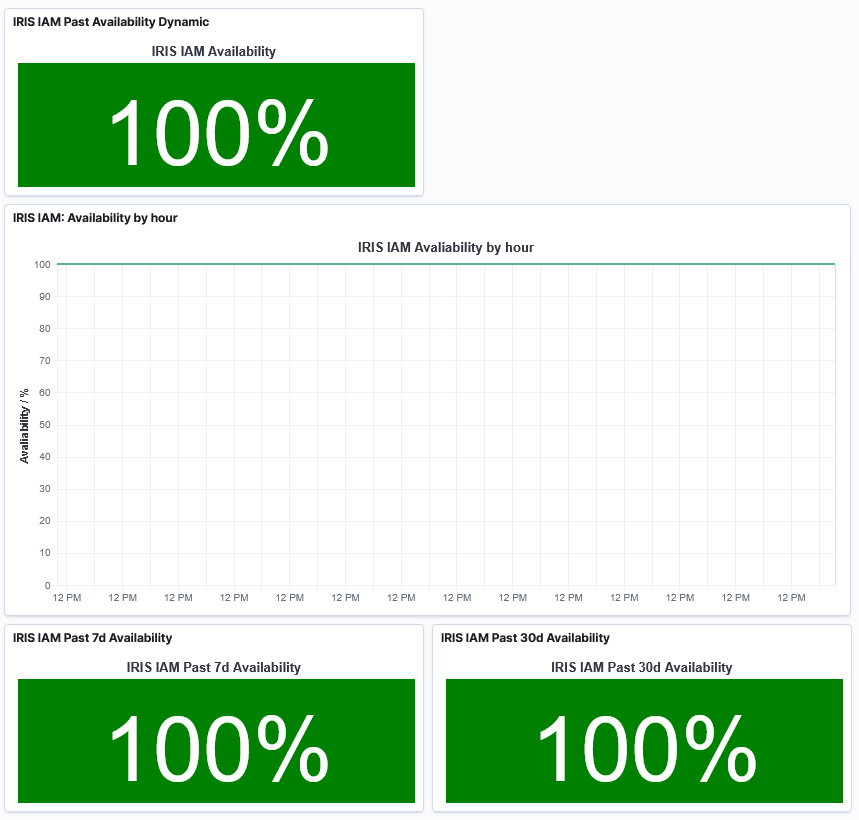 IRIS IAM Past Availability Dynamic
IRIS IAM Availability
100%
IRIS IAM: Availability by hour
IRIS IAM Avaliability by hour
Avaliability / %
100
90
80
70
60
50
40
30
20
10
0
12 PM 12 PM 12 PM 12 PM 12 PM 12 PM 12 PM 12 PM 12 PM 12 PM 12 PM 12 PM 12 PM 12 PM
IRIS IAM Past 7d Availability
IRIS IAM Past 7d Availability
100%
IRIS IAM Past 30d Availability
IRIS IAM Past 30d Availability
100%